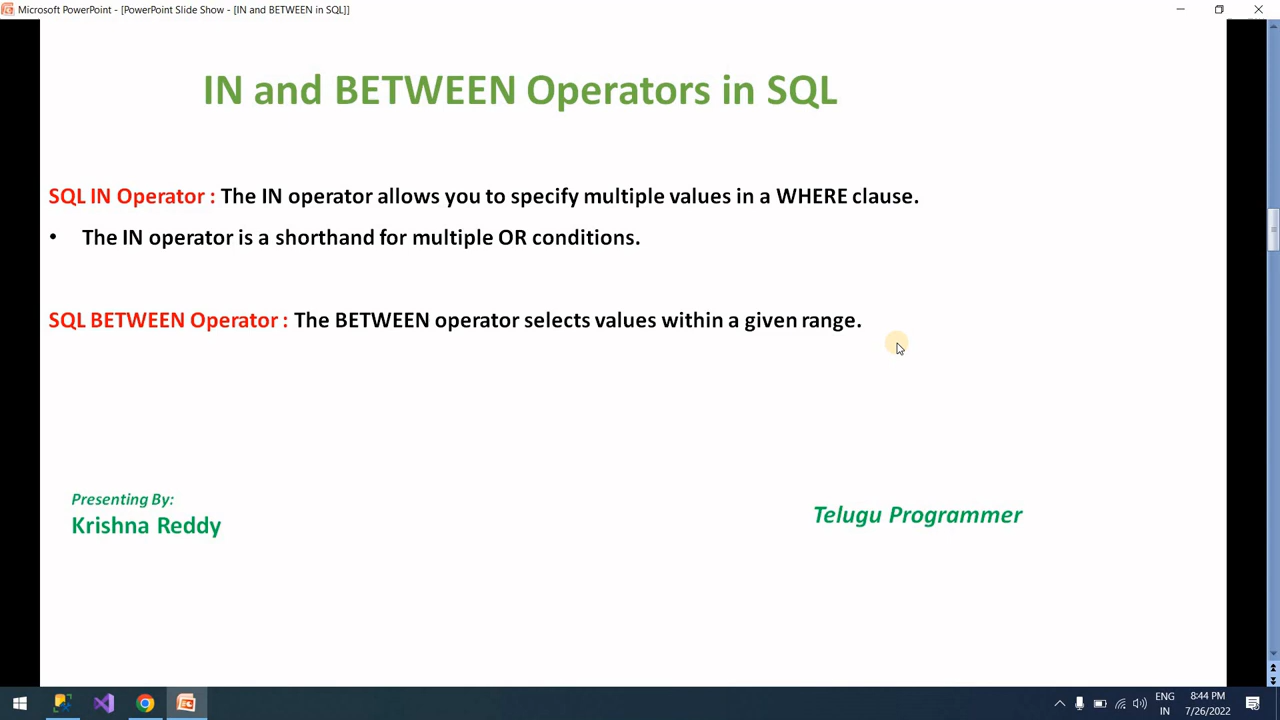 Microsoft PowerPoint - [PowerPoint Slide Show - [IN and BETWEEN in SQL]]
IN and BETWEEN Operators in SQL
SQL IN Operator : The IN operator allows you to specify multiple values in a WHERE clause.
• The IN operator is a shorthand for multiple OR conditions.
SQL BETWEEN Operator : The BETWEEN operator selects values within a given range.
Presenting By:
Krishna Reddy
Telugu Programmer
ENG
IN
8:44 PM
7/26/2022